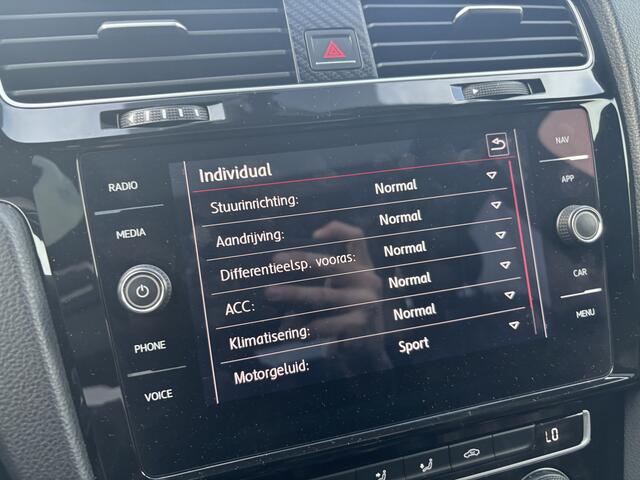 RADIO
MEDIA
PHONE
VOICE
Individual
Stuurinrichting: Normal
Aandrijving: Normal
Differentieelsp. vooras: Normal
ACC: Normal
Klimatisering: Normal
Motorgeluid: Sport
NAV
APP
CAR
MENU
LO